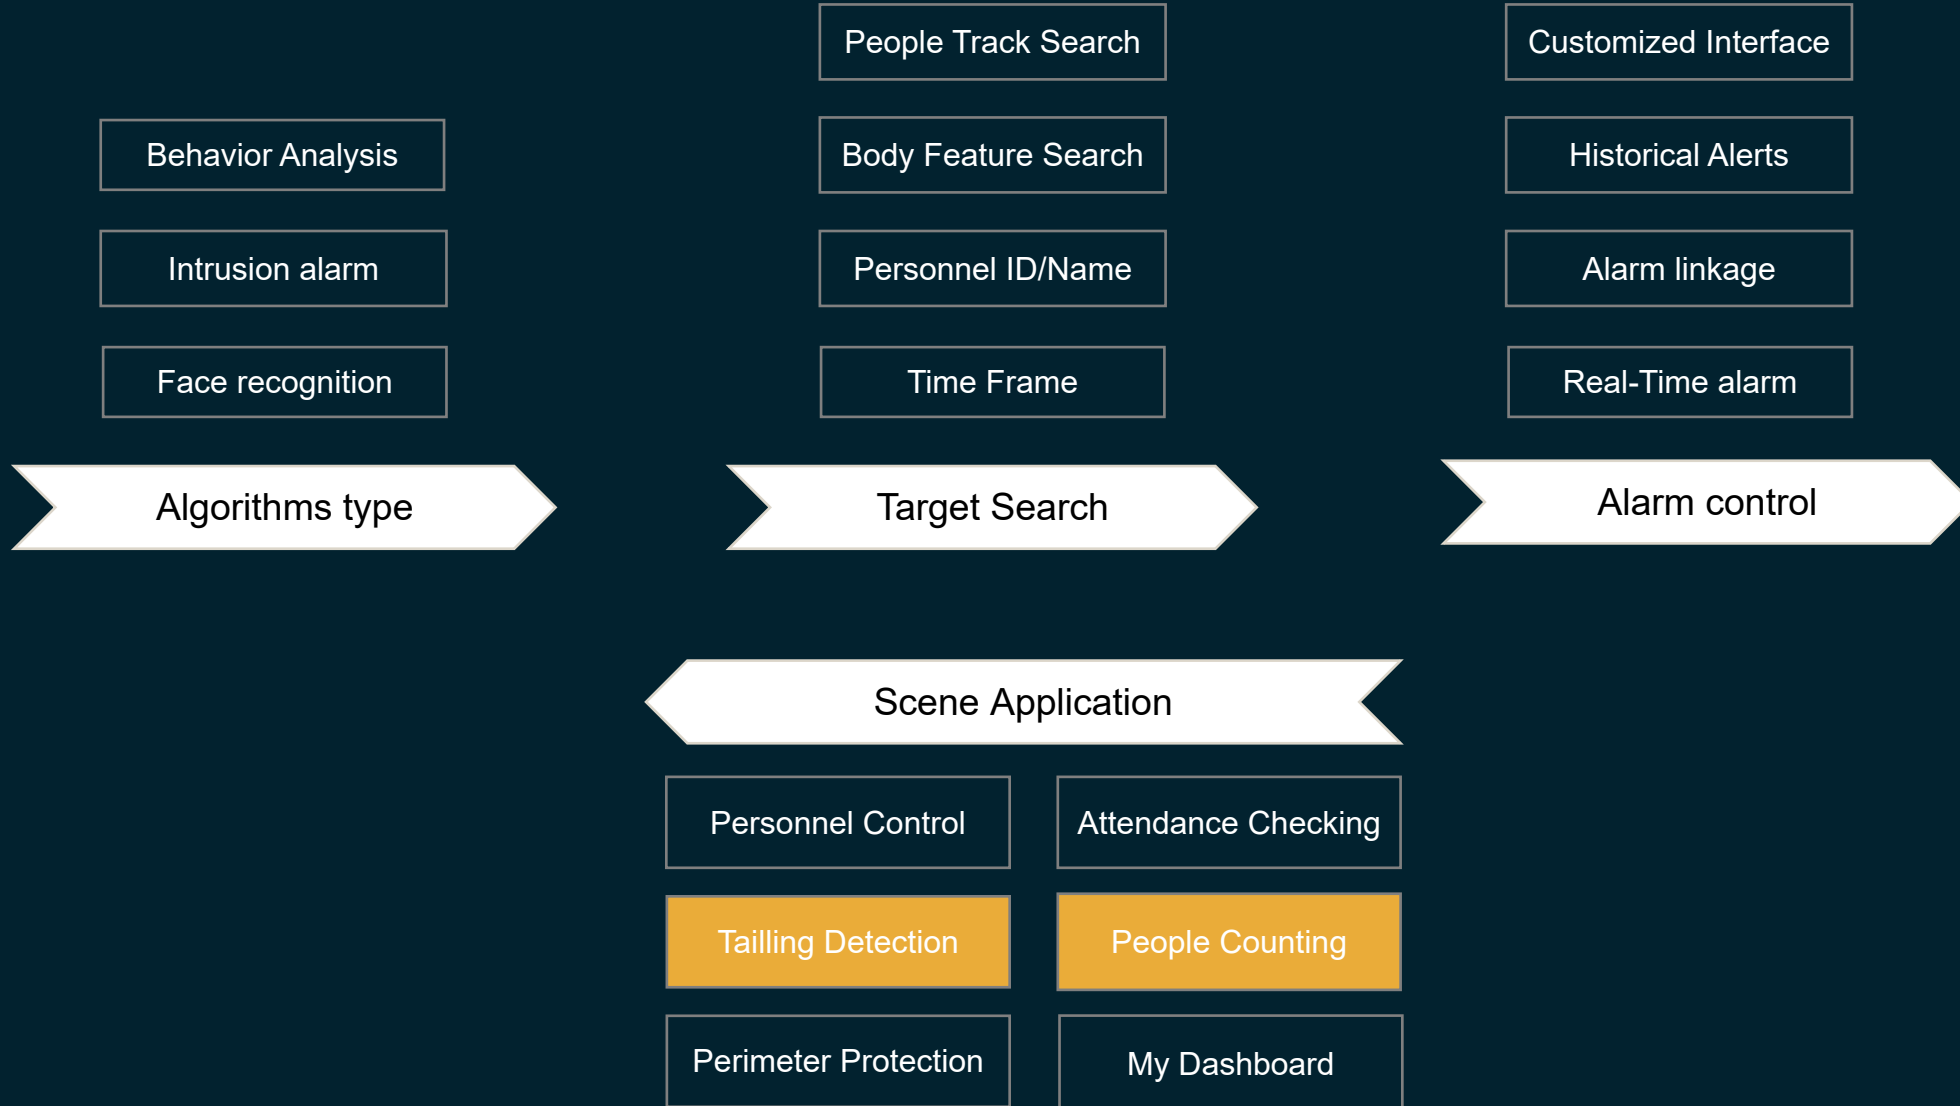 People Track Search
Customized Interface
Behavior Analysis
Body Feature Search
Historical Alerts
Intrusion alarm
Personnel ID/Name
Alarm linkage
Face recognition
Time Frame
Real-Time alarm
Algorithms type
Target Search
Alarm control
Scene Application
Personnel Control
Attendance Checking
Tailling Detection
People Counting
Perimeter Protection
My Dashboard